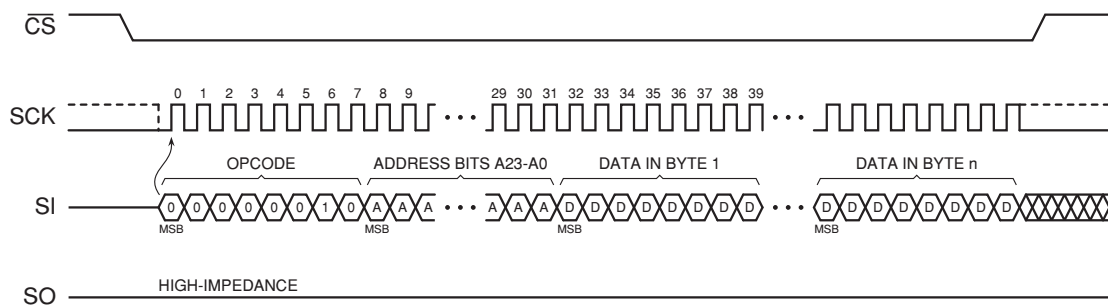 CS
SCK
0 1 2 3 4 5 6 7 8 9 29 30 31 32 33 34 35 36 37 38 39
OPCODE ADDRESS BITS A23-A0 DATA IN BYTE 1 DATA IN BYTE n
SI
0 0 0 0 0 0 1 0 A A A A A A D D D D D D D D D D D D D D D D
MSB MSB MSB MSB
SO
HIGH-IMPEDANCE